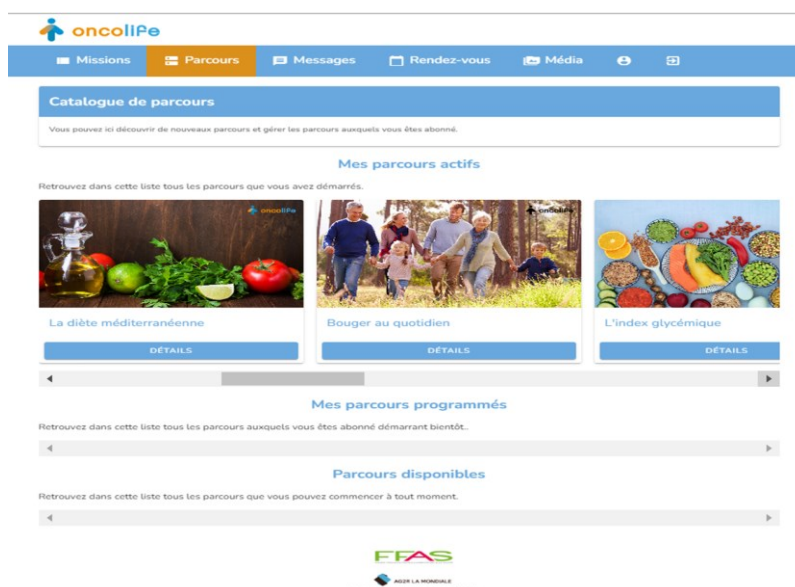 oncolife
Missions Parcours Messages Rendez-vous Média
Catalogue de parcours
Vous pouvez ici découvrir de nouveaux parcours et gérer les parcours auxquels vous êtes abonné.
Mes parcours actifs
Retrouvez dans cette liste tous les parcours que vous avez démarrés.
oncolife
oncolife
La diète méditerranéenne
Bouger au quotidien
L'index glycémique
DÉTAILS
DÉTAILS
DÉTAILS
Mes parcours programmés
Retrouvez dans cette liste tous les parcours auxquels vous êtes abonné démarrant bientôt..
Parcours disponibles
Retrouvez dans cette liste tous les parcours que vous pouvez commencer à tout moment.
FFAS
AG2R LA MONDIALE